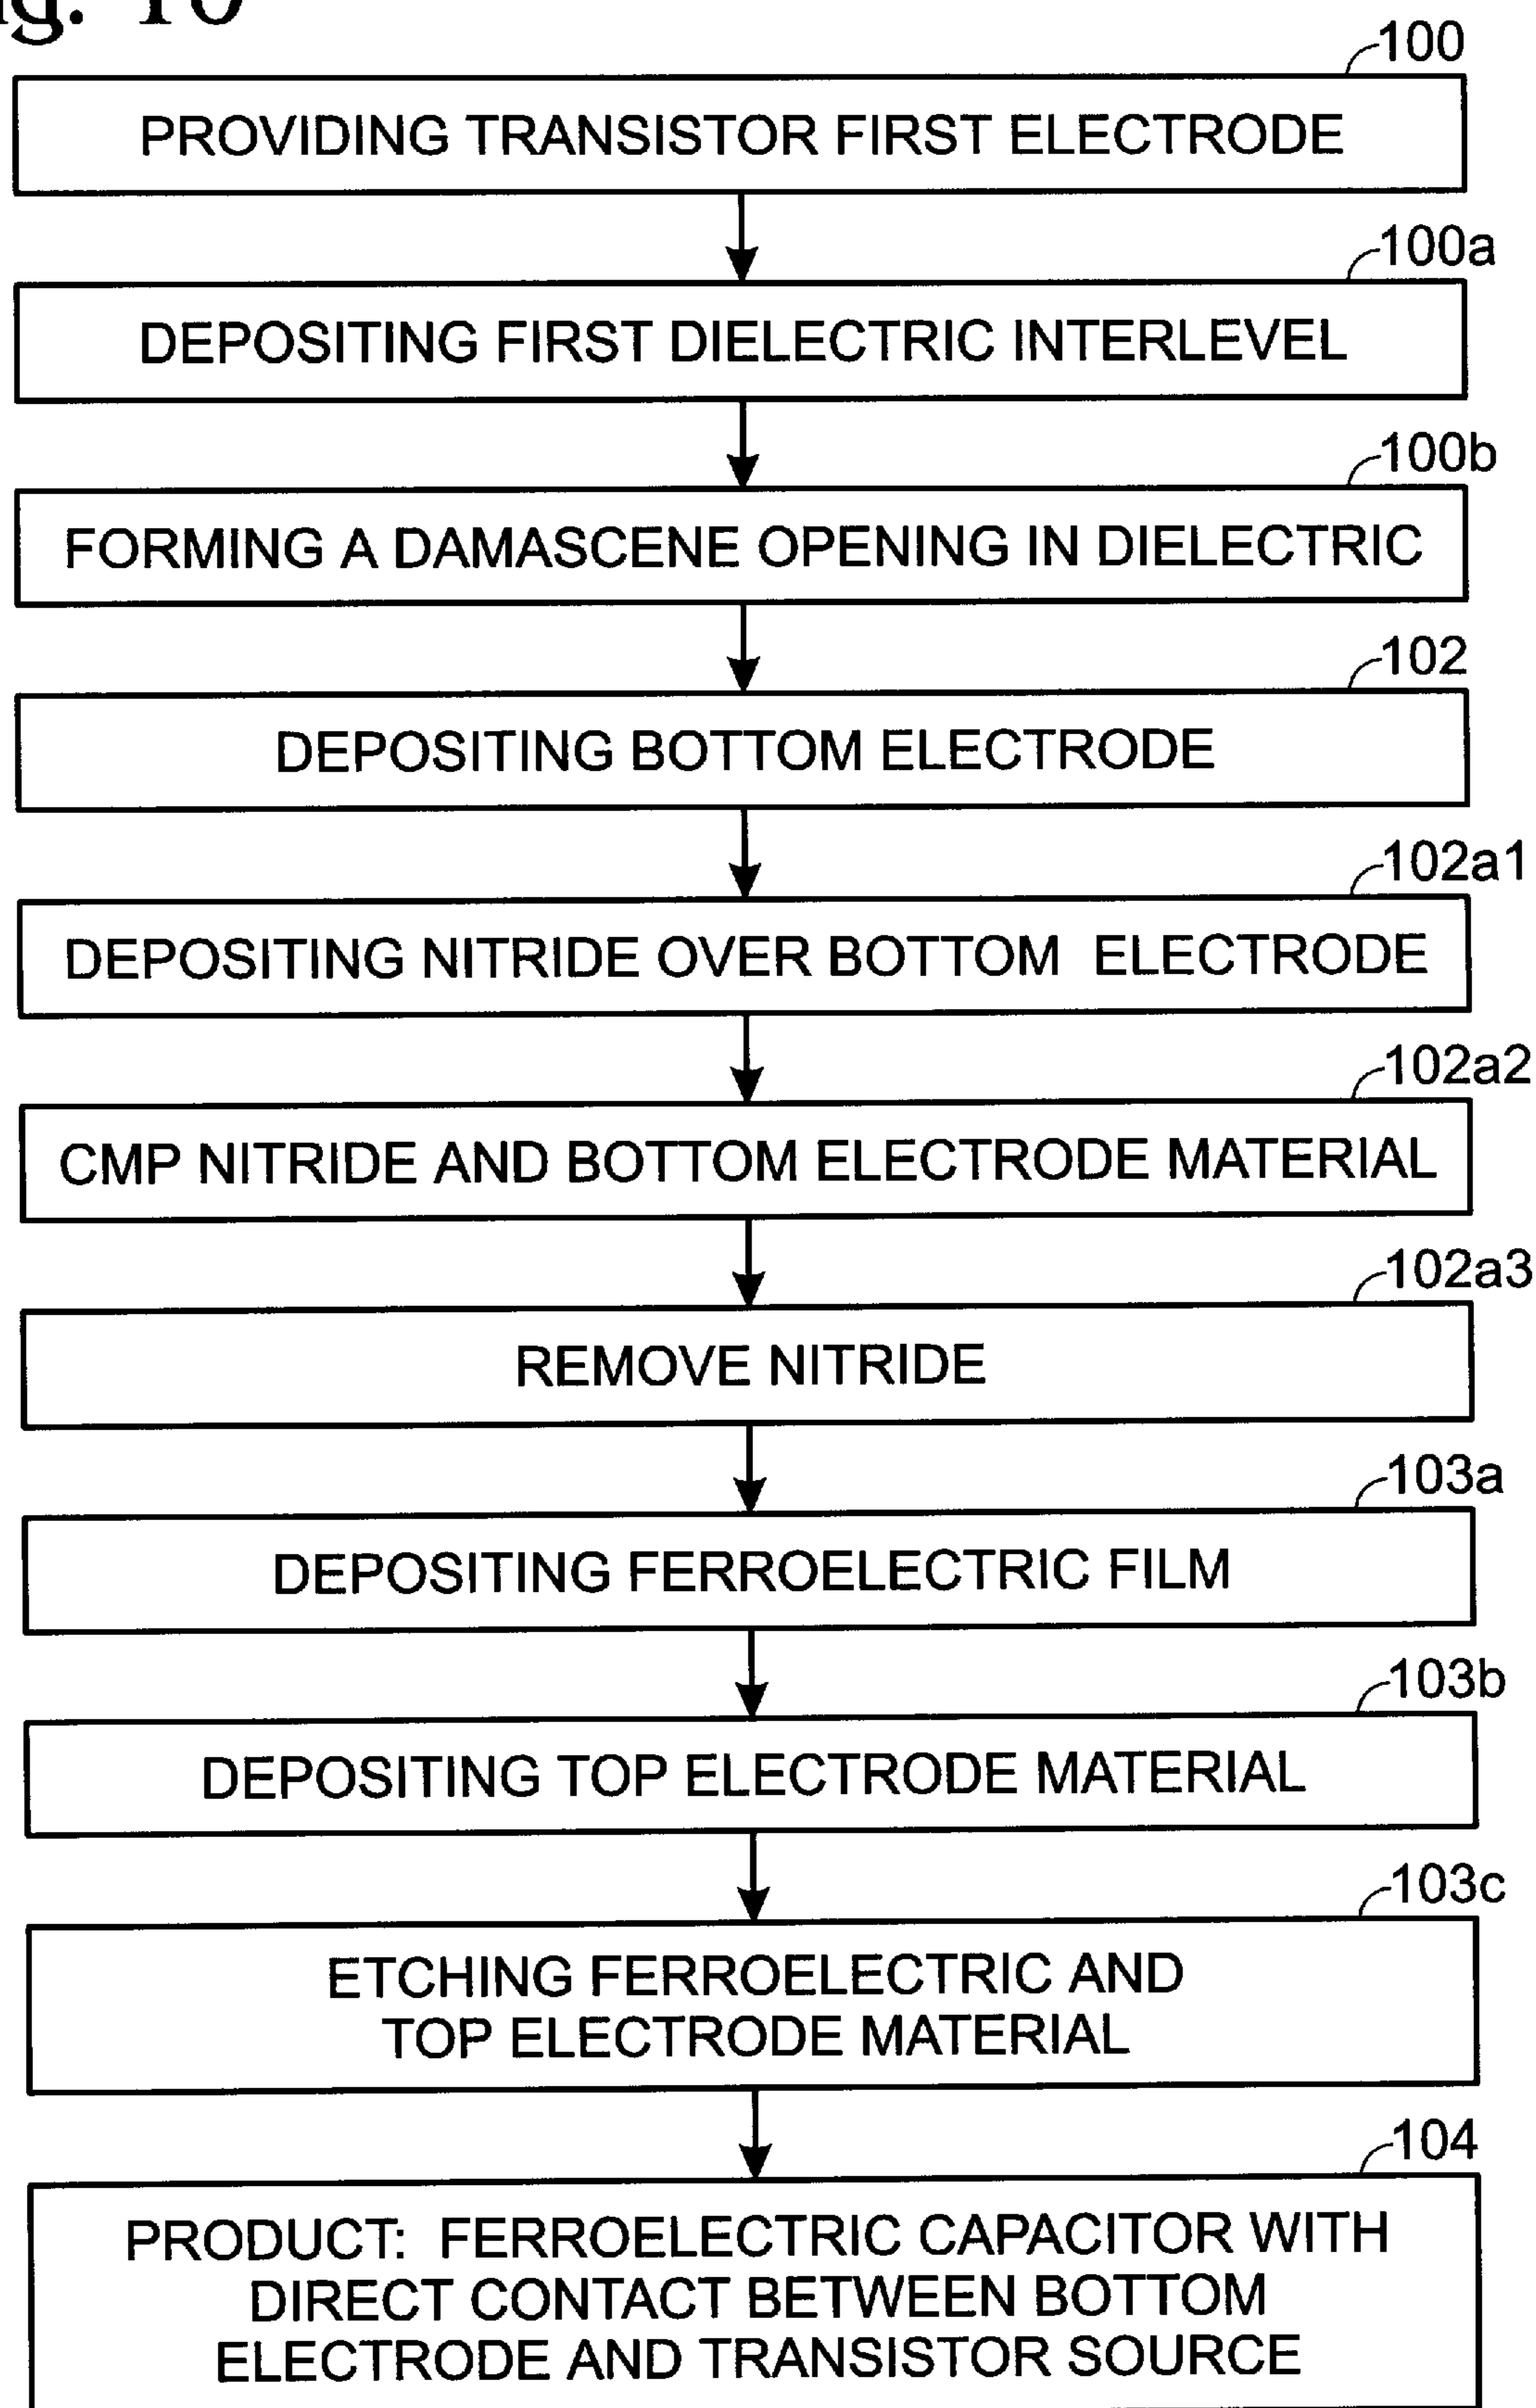 100
PROVIDING TRANSISTOR FIRST ELECTRODE
100a
DEPOSITING FIRST DIELECTRIC INTERLEVEL
100b
FORMING A DAMASCENE OPENING IN DIELECTRIC
102
DEPOSITING BOTTOM ELECTRODE
102a1
DEPOSITING NITRIDE OVER BOTTOM ELECTRODE
102a2
CMP NITRIDE AND BOTTOM ELECTRODE MATERIAL
102a3
REMOVE NITRIDE
103a
DEPOSITING FERROELECTRIC FILM
103b
DEPOSITING TOP ELECTRODE MATERIAL
103c
ETCHING FERROELECTRIC AND
TOP ELECTRODE MATERIAL
104
PRODUCT: FERROELECTRIC CAPACITOR WITH
DIRECT CONTACT BETWEEN BOTTOM
ELECTRODE AND TRANSISTOR SOURCE